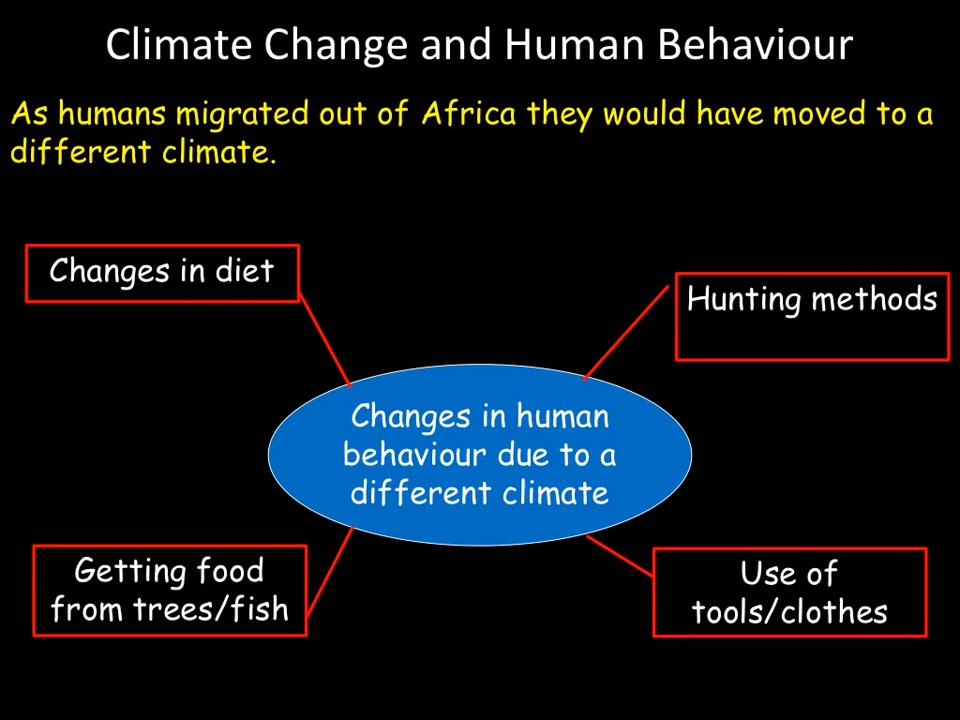 Climate Change and Human Behaviour
As humans migrated out of Africa they would have moved to a
different climate.
Changes in diet
Hunting methods
Changes in human
behaviour due to a
different climate
Getting food
from trees/fish
Use of
tools/clothes